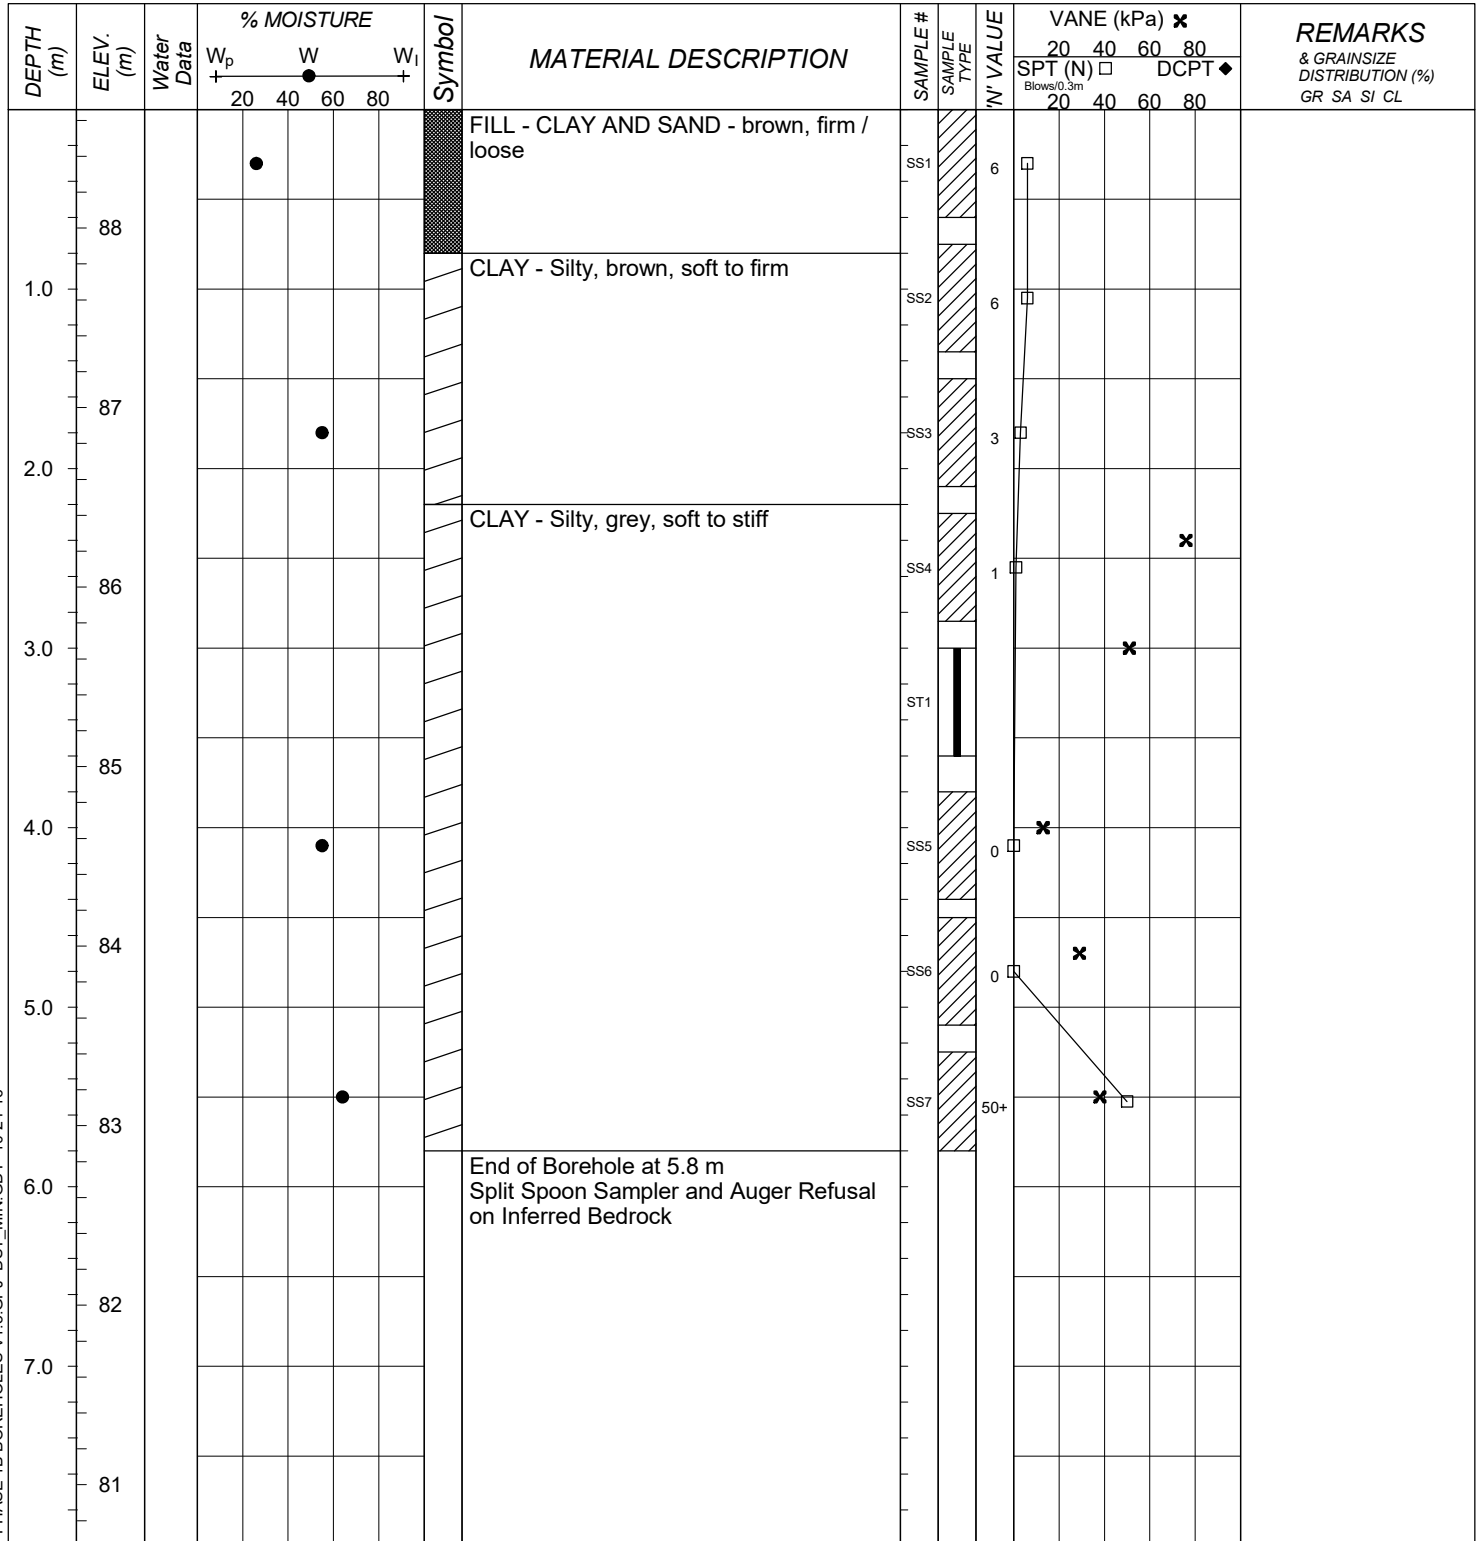 DEPTH (m)
ELEV. (m)
Water Data
% MOISTURE
Wp W Wl
20 40 60 80
Symbol
MATERIAL DESCRIPTION
SAMPLE #
SAMPLE TYPE
'N' VALUE
VANE (kPa)
20 40 60 80
SPT (N) DCPT
Blows/0.3m
20 40 60 80
REMARKS
& GRAINSIZE
DISTRIBUTION (%)
GR SA SI CL
FILL - CLAY AND SAND - brown, firm /
loose
SS1 6
88
CLAY - Silty, brown, soft to firm
1.0
SS2 6
87
SS3 3
2.0
CLAY - Silty, grey, soft to stiff
SS4 1
86
3.0
ST1
85
4.0
SS5 0
84
SS6 0
5.0
SS7 50+
83
End of Borehole at 5.8 m
6.0
Split Spoon Sampler and Auger Refusal
on Inferred Bedrock
82
7.0
81